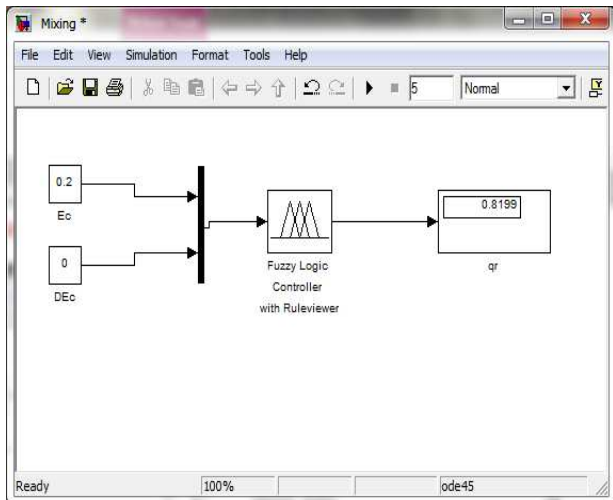 Mixing *
File Edit View Simulation Format Tools Help
5 Normal
0.2
Ec
0
DEc
Fuzzy Logic
Controller
with Ruleviewer
0.8199
qr
Ready 100% ode45